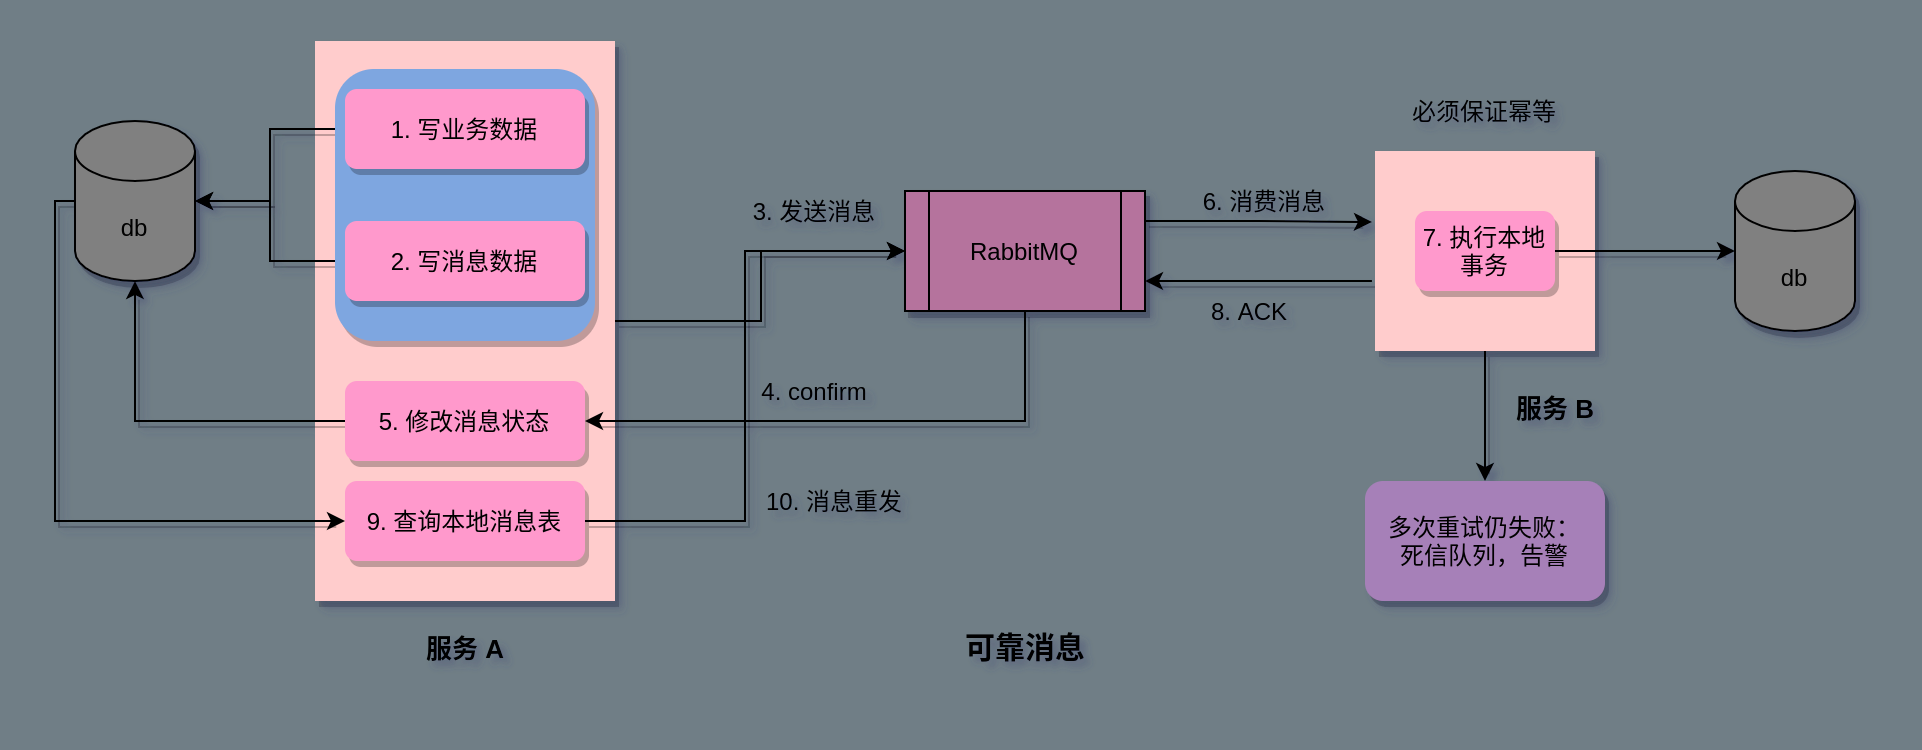 db
1. 写业务数据
2. 写消息数据
5. 修改消息状态
9. 查询本地消息表
服务 A
3. 发送消息
4. confirm
10. 消息重发
RabbitMQ
可靠消息
6. 消费消息
8. ACK
必须保证幂等
7. 执行本地
事务
服务 B
多次重试仍失败：
死信队列，告警
db